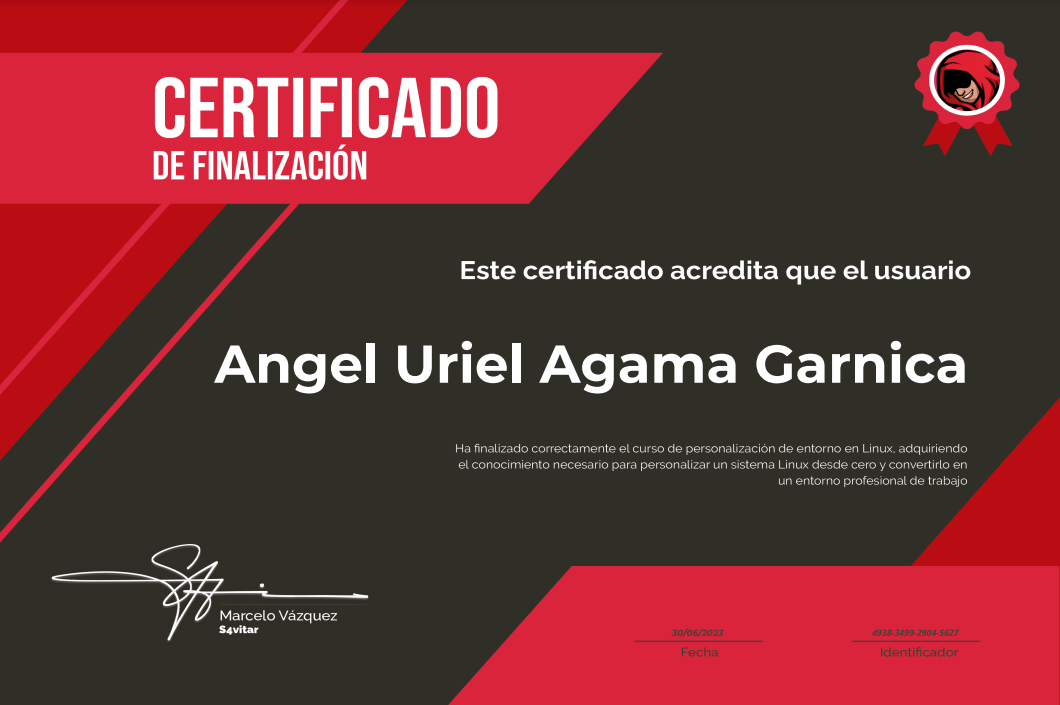 CERTIFICADO
DE FINALIZACIÓN
Este certificado acredita que el usuario
Angel Uriel Agama Garnica
Ha finalizado correctamente el curso de personalización de entorno en Linux, adquiriendo
el conocimiento necesario para personalizar un sistema Linux desde cero y convertirlo en
un entorno profesional de trabajo
Marcelo Vázquez
S4vitar
30/06/2023
Fecha
4938-3499-2904-5627
Identificador